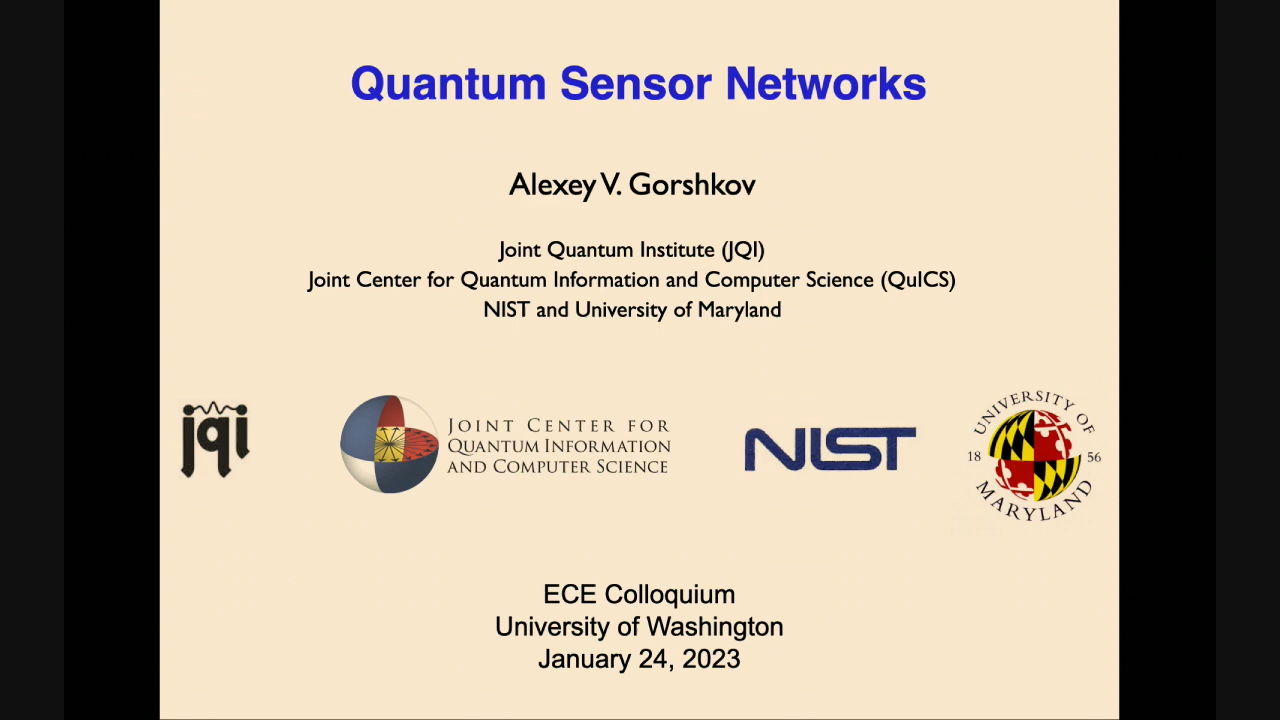 Quantum Sensor Networks
Alexey V. Gorshkov
Joint Quantum Institute (JQI)
Joint Center for Quantum Information and Computer Science (QuICS)
NIST and University of Maryland
jqi
JOINT CENTER FOR
QUANTUM INFORMATION
AND COMPUTER SCIENCE
NIST
UNIVERSITY OF
18 56
MARYLAND
ECE Colloquium
University of Washington
January 24, 2023